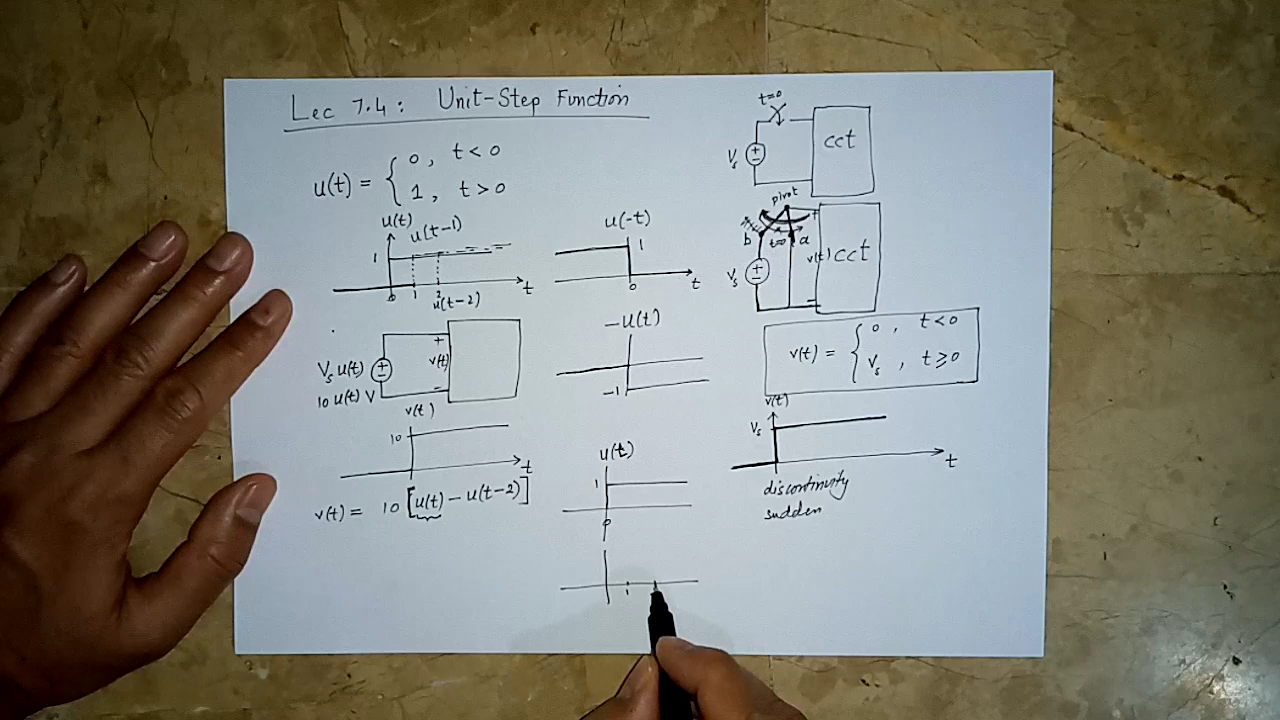 Lec 7.4: Unit-Step Function
u(t) = { 0, t < 0
1, t > 0
u(t)
u(t-1)
1
0 1 2 t
u(t-2)
u(-t)
1
0 t
-u(t)
-1
Vs u(t)
10 u(t) V
+
v(t)
-
v(t)
10
t
v(t) = 10 [u(t) - u(t-2)]
u(t)
1
0
1
t=0
Vs
cct
pivot
b t=0 a
+
v(t)
-
Vs
cct
v(t) = { 0, t < 0
Vs, t ≥ 0
v(t)
Vs
t
discontinuity
sudden